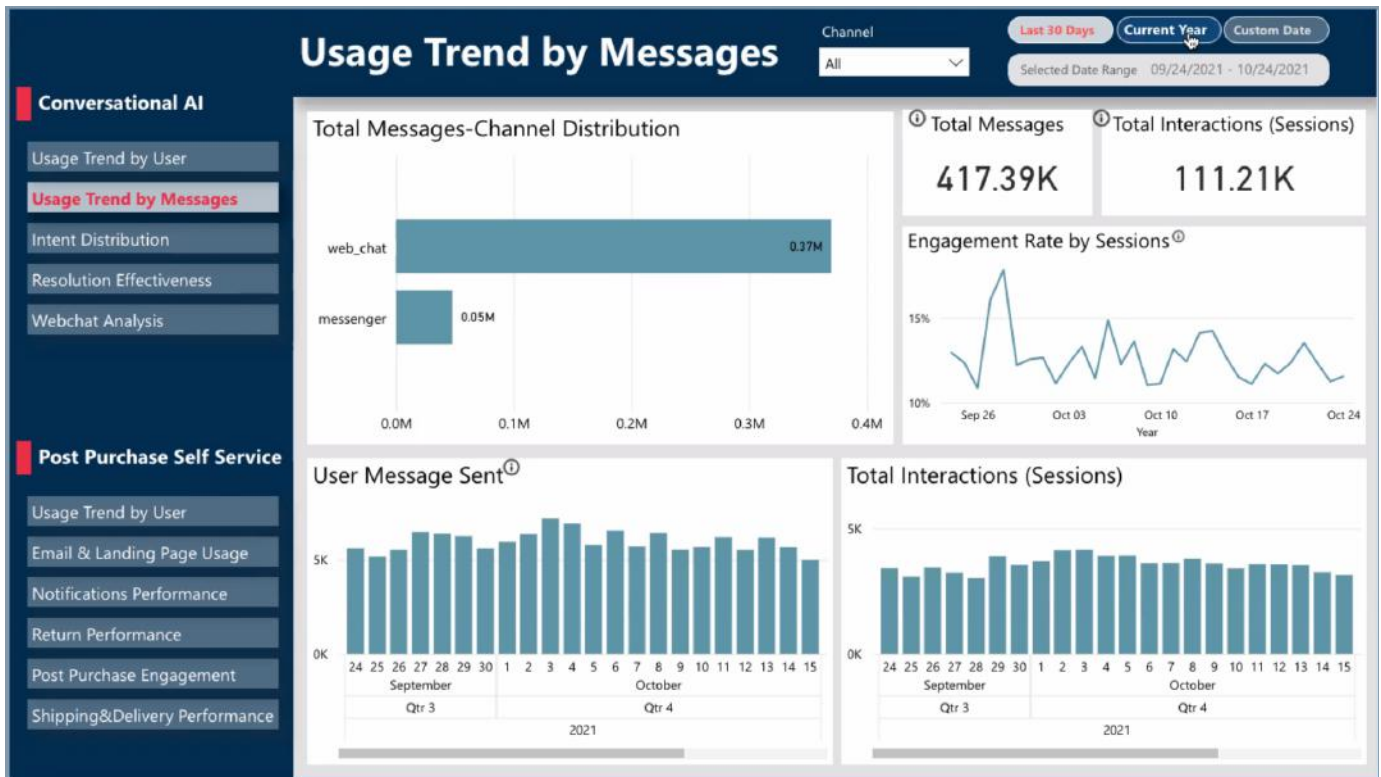 Usage Trend by Messages
Channel
All
Last 30 Days
Current Year
Custom Date
Selected Date Range 09/24/2021 - 10/24/2021
Conversational AI
Usage Trend by User
Usage Trend by Messages
Intent Distribution
Resolution Effectiveness
Webchat Analysis
Post Purchase Self Service
Usage Trend by User
Email & Landing Page Usage
Notifications Performance
Return Performance
Post Purchase Engagement
Shipping&Delivery Performance
Total Messages-Channel Distribution
web_chat 0.37M
messenger 0.05M
0.0M 0.1M 0.2M 0.3M 0.4M
Total Messages
417.39K
Total Interactions (Sessions)
111.21K
Engagement Rate by Sessions
15%
10%
Sep 26 Oct 03 Oct 10 Oct 17 Oct 24
Year
User Message Sent
5K
0K
24 25 26 27 28 29 30 1 2 3 4 5 6 7 8 9 10 11 12 13 14 15
September October
Qtr 3 Qtr 4
2021
Total Interactions (Sessions)
5K
0K
24 25 26 27 28 29 30 1 2 3 4 5 6 7 8 9 10 11 12 13 14 15
September October
Qtr 3 Qtr 4
2021